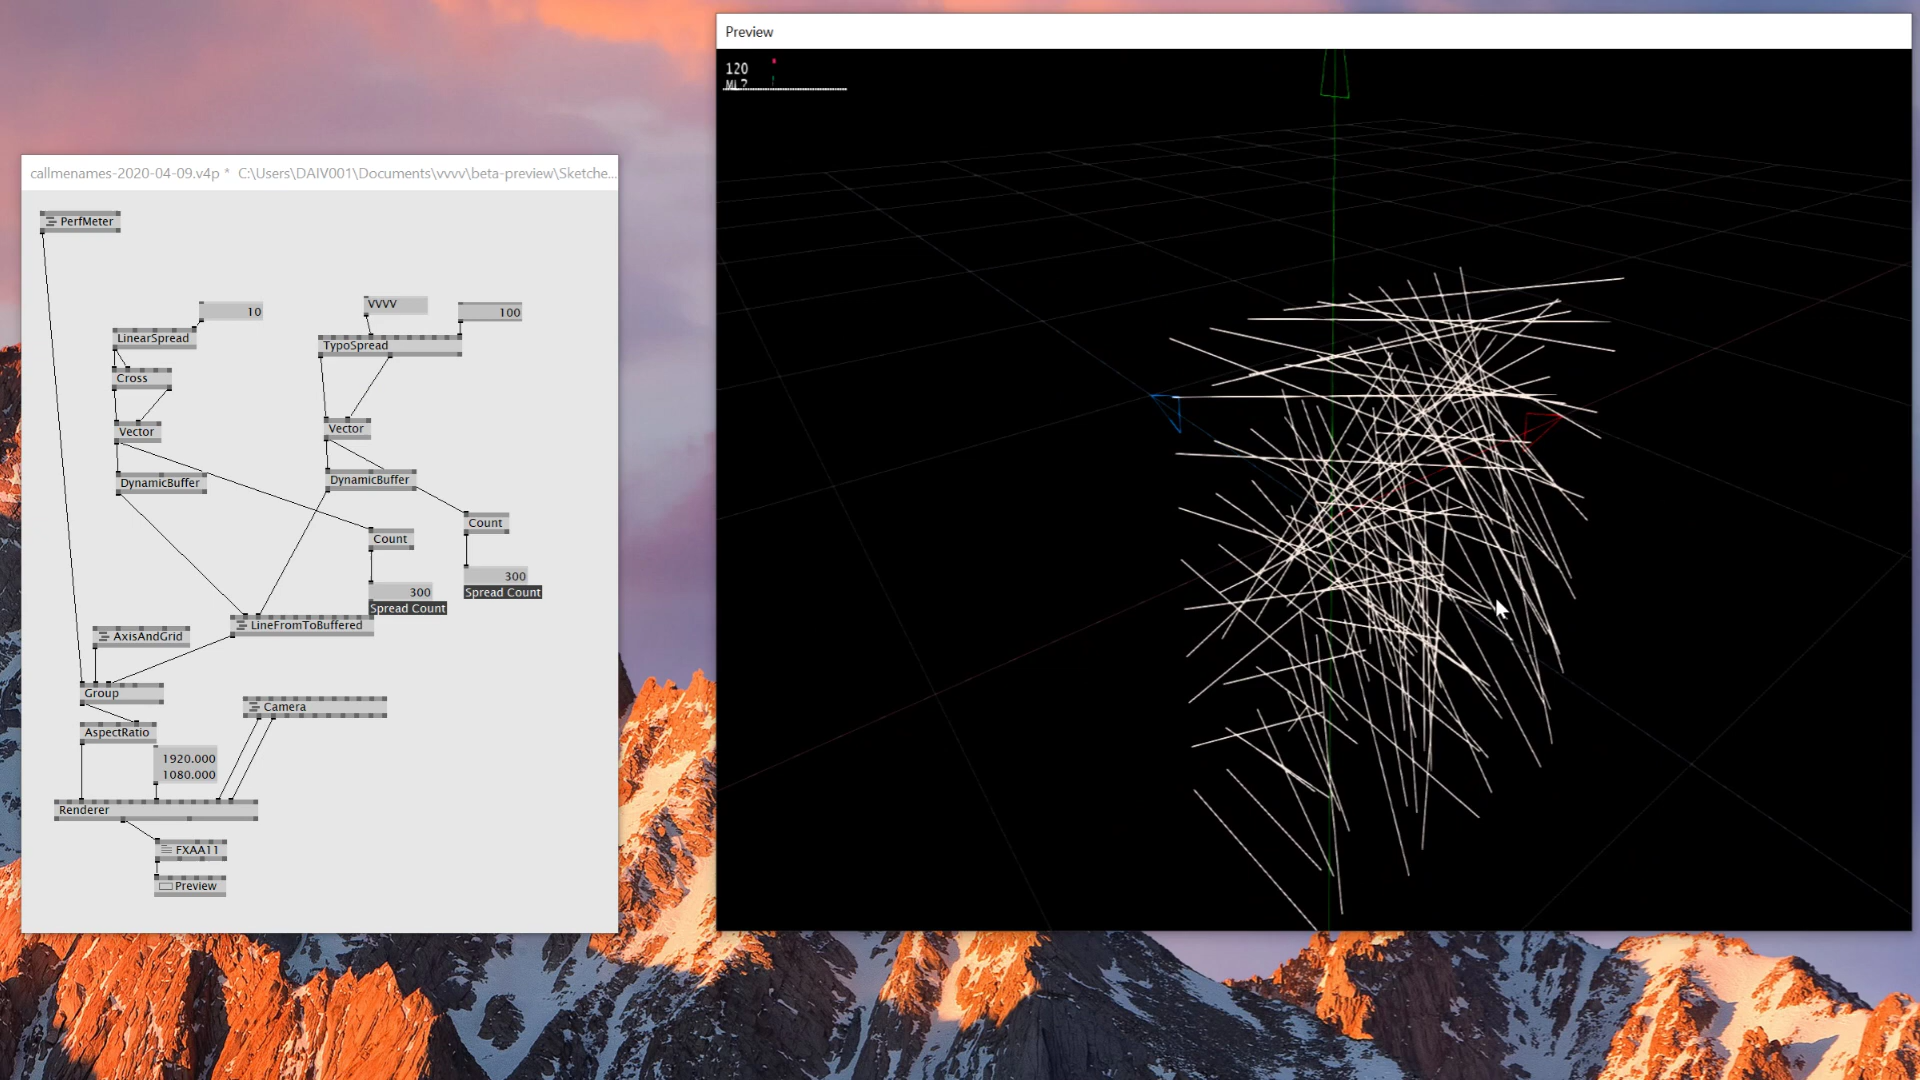 Preview
120
callmenames-2020-04-09.v4p * C:\Users\DAIV001\Documents\vvvv\beta-preview\Sketche...
PerfMeter
10
VVVV
100
LinearSpread
TypoSpread
Cross
Vector
Vector
DynamicBuffer
DynamicBuffer
Count
Count
300
Spread Count
300
Spread Count
LineFromToBuffered
AxisAndGrid
Group
Camera
AspectRatio
1920.000
1080.000
Renderer
FXAA11
Preview